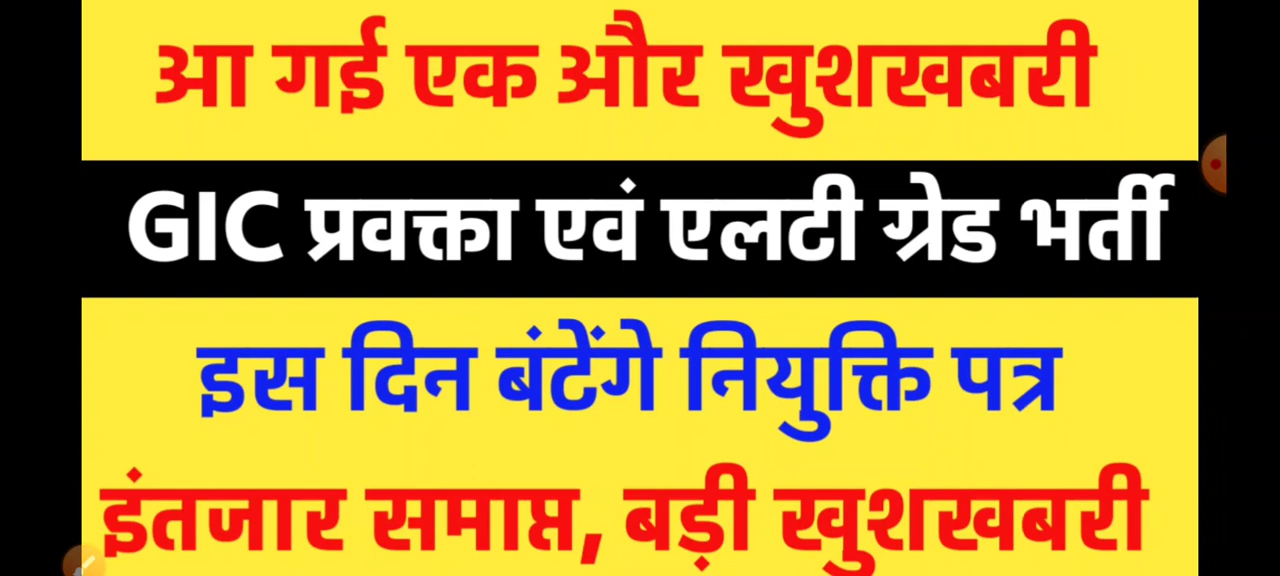 आ गई एक और खुशखबरी
GIC प्रवक्ता एवं एलटी ग्रेड भर्ती
इस दिन बंटेंगे नियुक्ति पत्र
इंतजार समाप्त, बड़ी खुशखबरी